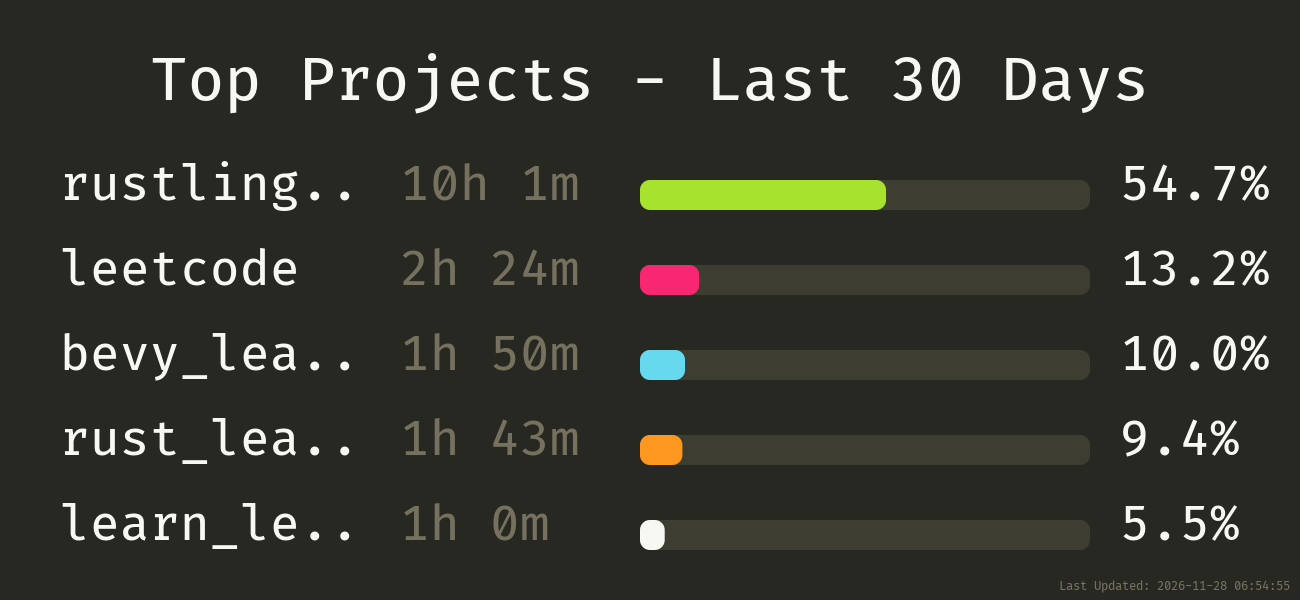 Top Projects - Last 30 Days
rustling.. 10h 1m 54.7%
leetcode 2h 24m 13.2%
bevy_lea.. 1h 50m 10.0%
rust_lea.. 1h 43m 9.4%
learn_le.. 1h 0m 5.5%
Last Updated: 2026-11-28 06:54:55